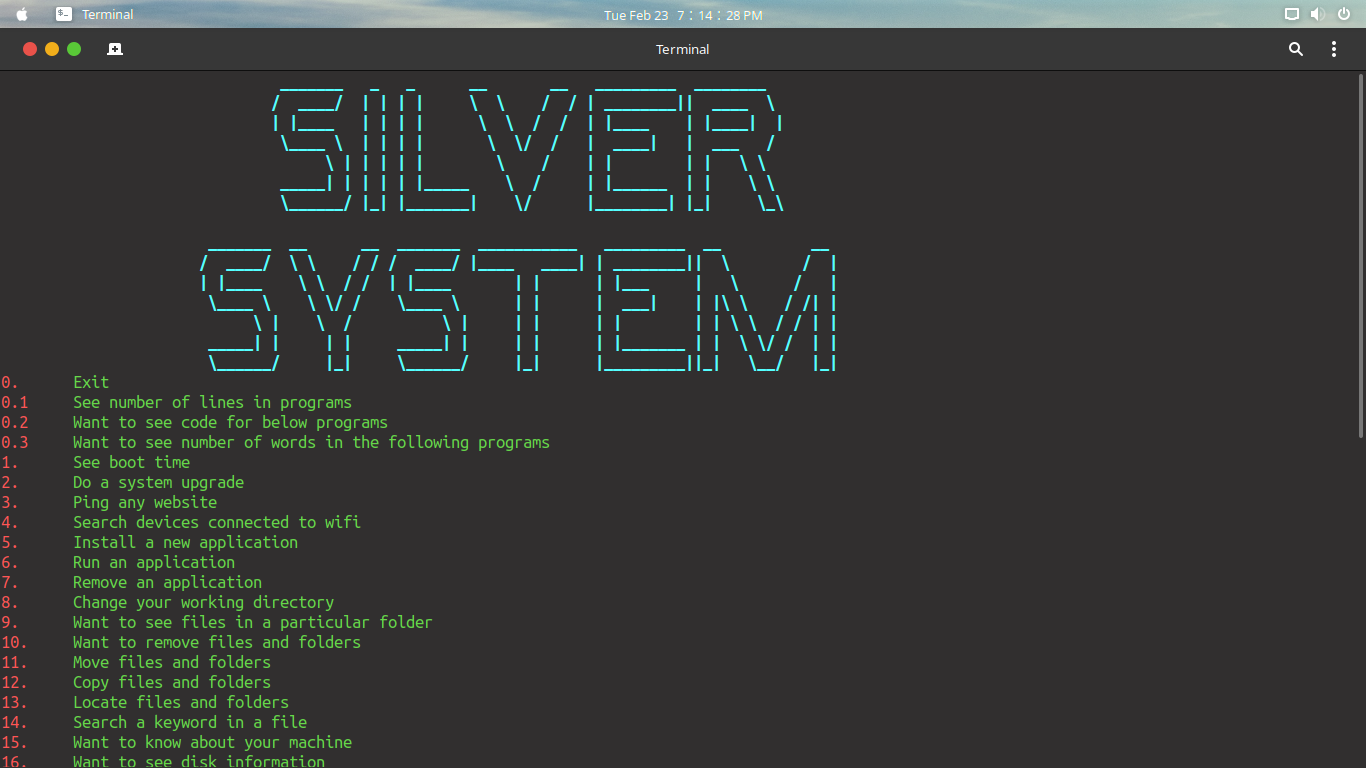 Terminal
Tue Feb 23 7 : 14 : 28 PM
Terminal
SILVER
SYSTEM
0. Exit
0.1 See number of lines in programs
0.2 Want to see code for below programs
0.3 Want to see number of words in the following programs
1. See boot time
2. Do a system upgrade
3. Ping any website
4. Search devices connected to wifi
5. Install a new application
6. Run an application
7. Remove an application
8. Change your working directory
9. Want to see files in a particular folder
10. Want to remove files and folders
11. Move files and folders
12. Copy files and folders
13. Locate files and folders
14. Search a keyword in a file
15. Want to know about your machine
16. Want to see disk information